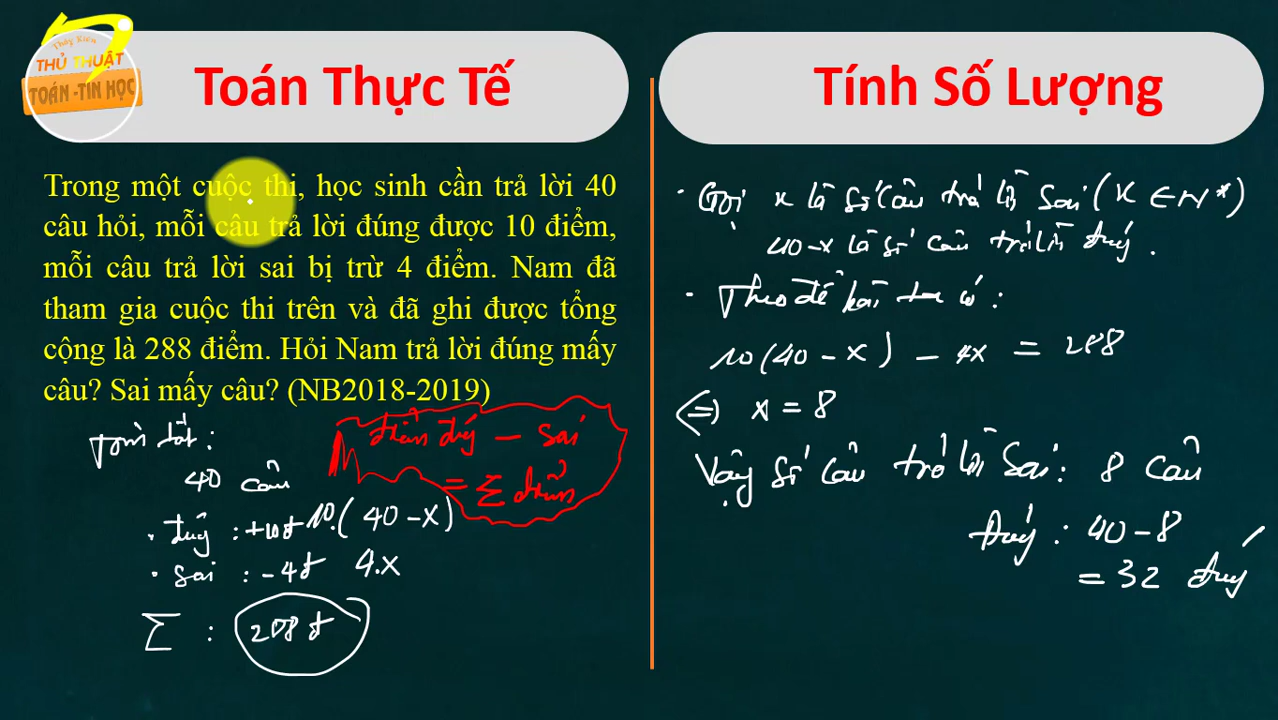 Thầy Kiên
THỦ THUẬT
TOÁN -TIN HỌC
Toán Thực Tế
Trong một cuộc thi, học sinh cần trả lời 40
câu hỏi, mỗi câu trả lời đúng được 10 điểm,
mỗi câu trả lời sai bị trừ 4 điểm. Nam đã
tham gia cuộc thi trên và đã ghi được tổng
cộng là 288 điểm. Hỏi Nam trả lời đúng mấy
câu? Sai mấy câu? (NB2018-2019)
Tóm tắt:
điểm đúng - sai
= Σ điểm
40 câu
. đúng : +10đ 10.( 40 - x)
. sai : - 4đ 4.x
Σ : 288đ
Tính Số Lượng
. Gọi x là số câu trả lời sai (x ∈ N*)
40 - x là số câu trả lời đúng.
. Theo đề bài ta có :
10(40 - x) - 4x = 288
<=> x = 8
Vậy số câu trả lời sai: 8 câu
Đúng : 40 - 8
= 32 đúng